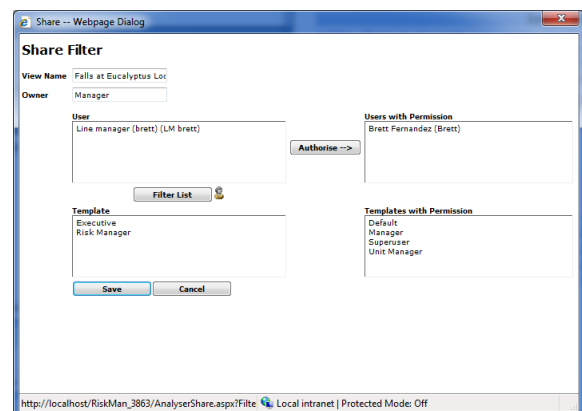 Share -- Webpage Dialog
Share Filter
View Name Falls at Eucalyptus Loc
Owner Manager
User
Line manager (brett) (LM brett)
Authorise -->
Users with Permission
Brett Fernandez (Brett)
Filter List
Template
Executive
Risk Manager
Templates with Permission
Default
Manager
Superuser
Unit Manager
Save Cancel
http://localhost/RiskMan_3863/AnalyserShare.aspx?Filte Local intranet | Protected Mode: Off